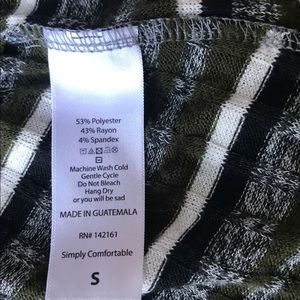 53% Polyester
43% Rayon
4% Spandex
Machine Wash Cold
Gentle Cycle
Do Not Bleach
Hang Dry
or you will be sad
MADE IN GUATEMALA
RN# 142161
Simply Comfortable
S